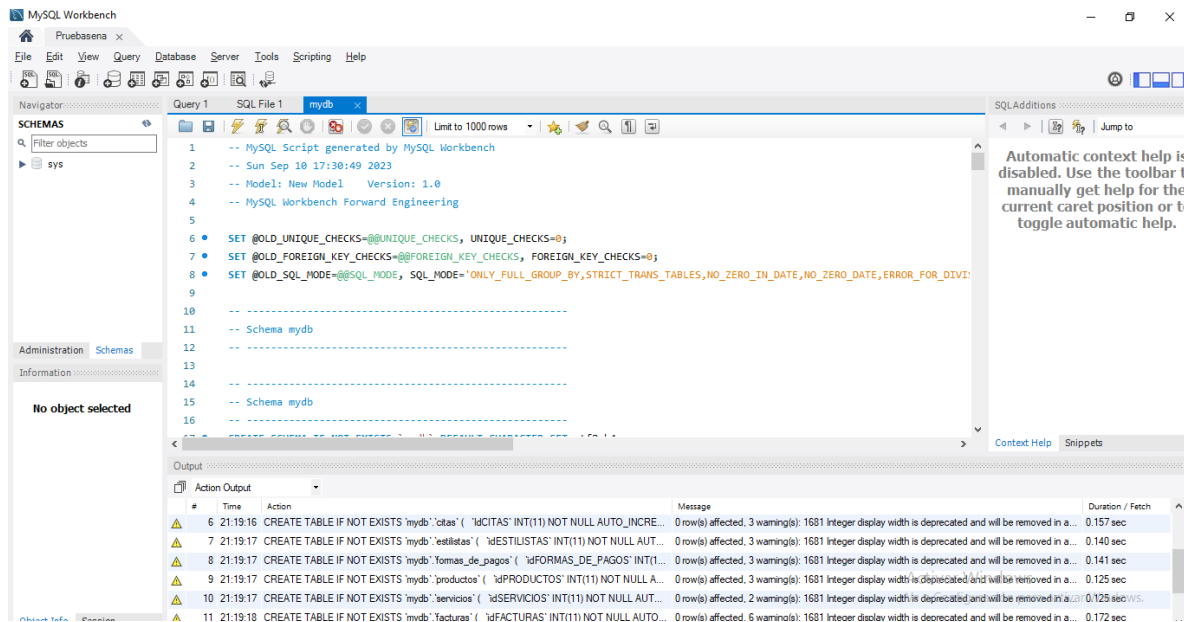 MySQL Workbench
Pruebasena
File Edit View Query Database Server Tools Scripting Help
Navigator
SCHEMAS
Filter objects
sys
Administration Schemas
Information
No object selected
Object Info Session
Query 1 SQL File 1 mydb
Limit to 1000 rows
1 -- MySQL Script generated by MySQL Workbench
2 -- Sun Sep 10 17:30:49 2023
3 -- Model: New Model Version: 1.0
4 -- MySQL Workbench Forward Engineering
5
6 SET @OLD_UNIQUE_CHECKS=@@UNIQUE_CHECKS, UNIQUE_CHECKS=0;
7 SET @OLD_FOREIGN_KEY_CHECKS=@@FOREIGN_KEY_CHECKS, FOREIGN_KEY_CHECKS=0;
8 SET @OLD_SQL_MODE=@@SQL_MODE, SQL_MODE='ONLY_FULL_GROUP_BY,STRICT_TRANS_TABLES,NO_ZERO_IN_DATE,NO_ZERO_DATE,ERROR_FOR_DIVI
9
10 -- -----------------------------------------------------
11 -- Schema mydb
12 -- -----------------------------------------------------
13
14 -- -----------------------------------------------------
15 -- Schema mydb
16 -- -----------------------------------------------------
SQLAdditions
Jump to
Automatic context help is
disabled. Use the toolbar t
manually get help for the
current caret position or t
toggle automatic help.
Context Help Snippets
Output
Action Output
# Time Action Message Duration / Fetch
6 21:19:16 CREATE TABLE IF NOT EXISTS `mydb`.`citas` ( `idCITAS` INT(11) NOT NULL AUTO_INCRE... 0 row(s) affected, 3 warning(s): 1681 Integer display width is deprecated and will be removed in a... 0.157 sec
7 21:19:17 CREATE TABLE IF NOT EXISTS `mydb`.`estilistas` ( `idESTILISTAS` INT(11) NOT NULL AUT... 0 row(s) affected, 3 warning(s): 1681 Integer display width is deprecated and will be removed in a... 0.140 sec
8 21:19:17 CREATE TABLE IF NOT EXISTS `mydb`.`formas_de_pagos` ( `idFORMAS_DE_PAGOS` INT(1... 0 row(s) affected, 3 warning(s): 1681 Integer display width is deprecated and will be removed in a... 0.141 sec
9 21:19:17 CREATE TABLE IF NOT EXISTS `mydb`.`productos` ( `idPRODUCTOS` INT(11) NOT NULL A... 0 row(s) affected, 3 warning(s): 1681 Integer display width is deprecated and will be removed in a... 0.125 sec
10 21:19:17 CREATE TABLE IF NOT EXISTS `mydb`.`servicios` ( `idSERVICIOS` INT(11) NOT NULL AUT... 0 row(s) affected, 2 warning(s): 1681 Integer display width is deprecated and will be removed in a... 0.125 sec
11 21:19:18 CREATE TABLE IF NOT EXISTS `mydb`.`facturas` ( `idFACTURAS` INT(11) NOT NULL AUTO... 0 row(s) affected, 6 warning(s): 1681 Integer display width is deprecated and will be removed in a... 0.172 sec
Activar Windows